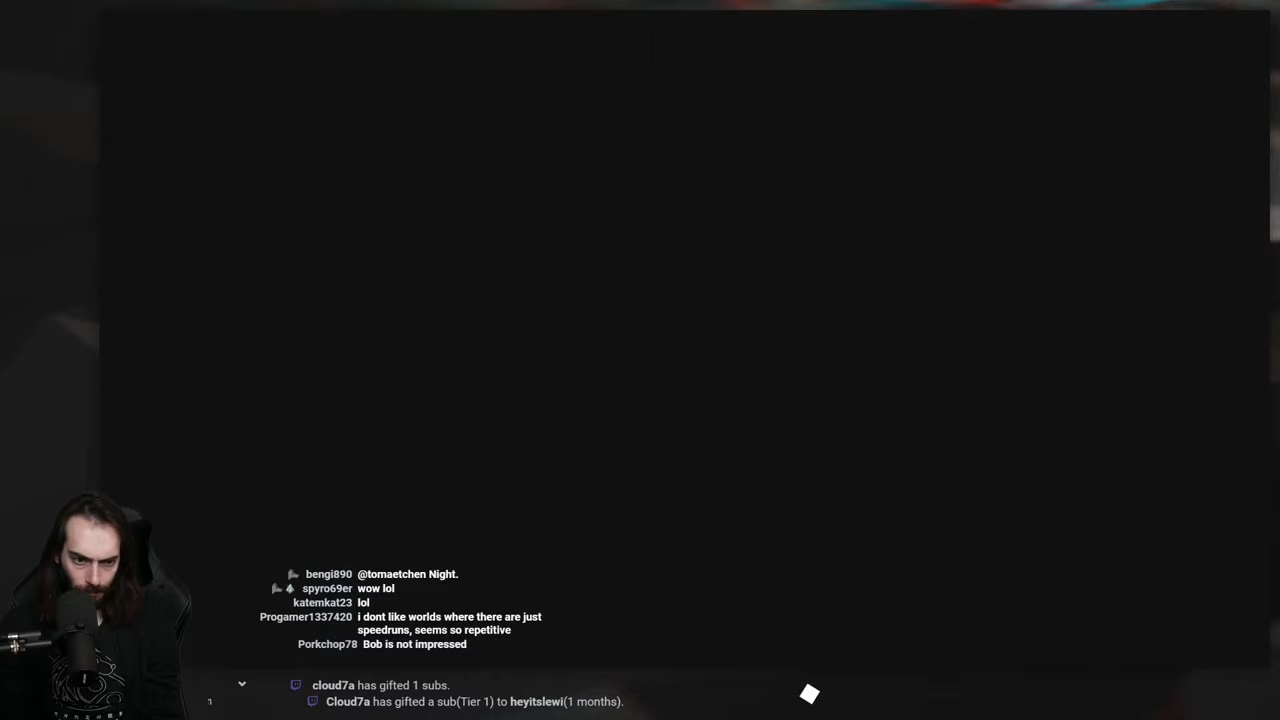 bengi890 @tomaetchen Night.
spyro69er wow lol
katemkat23 lol
Progamer1337420 i dont like worlds where there are just
speedruns, seems so repetitive
Porkchop78 Bob is not impressed
cloud7a has gifted 1 subs.
Cloud7a has gifted a sub(Tier 1) to heyitslewi(1 months).